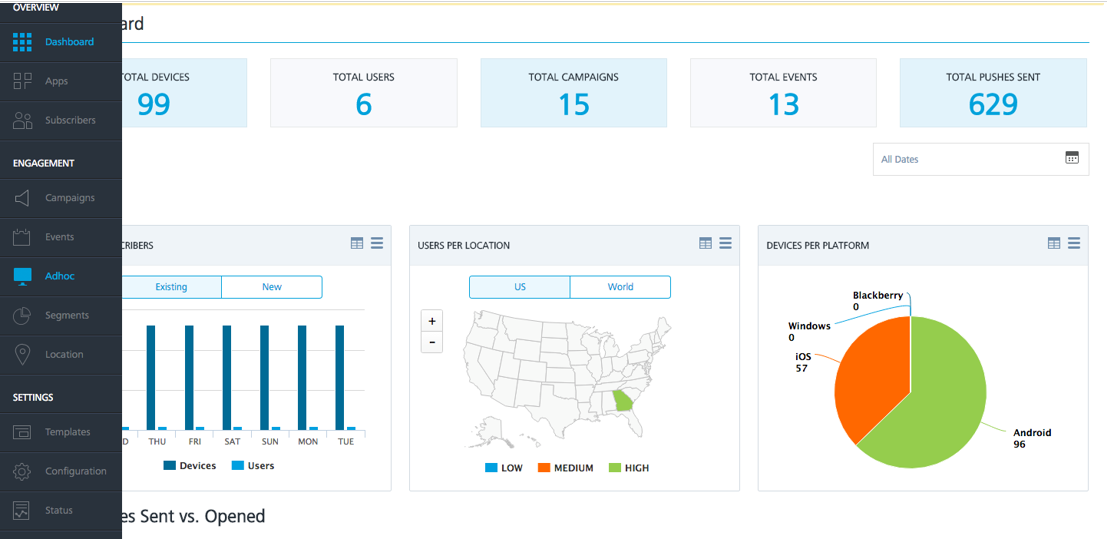 OVERVIEW
Dashboard
Apps
Subscribers
ENGAGEMENT
Campaigns
Events
Adhoc
Segments
Location
SETTINGS
Templates
Configuration
Status
ard
OTAL DEVICES
99
TOTAL USERS
6
TOTAL CAMPAIGNS
15
TOTAL EVENTS
13
TOTAL PUSHES SENT
629
All Dates
CRIBERS
Existing New
D THU FRI SAT SUN MON TUE
Devices Users
USERS PER LOCATION
US World
+
-
LOW MEDIUM HIGH
DEVICES PER PLATFORM
Blackberry
0
Windows
0
iOS
57
Android
96
es Sent vs. Opened